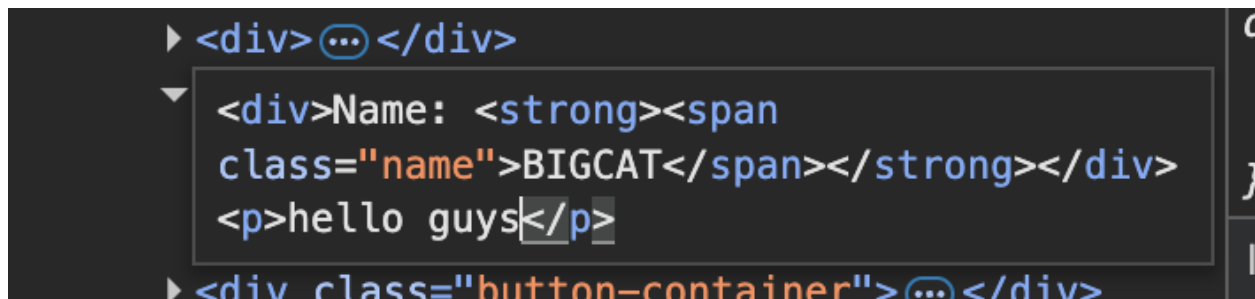 <div>…</div>
<div>Name: <strong><span
class="name">BIGCAT</span></strong></div>
<p>hello guys</p>
<div class="button-container">…</div>